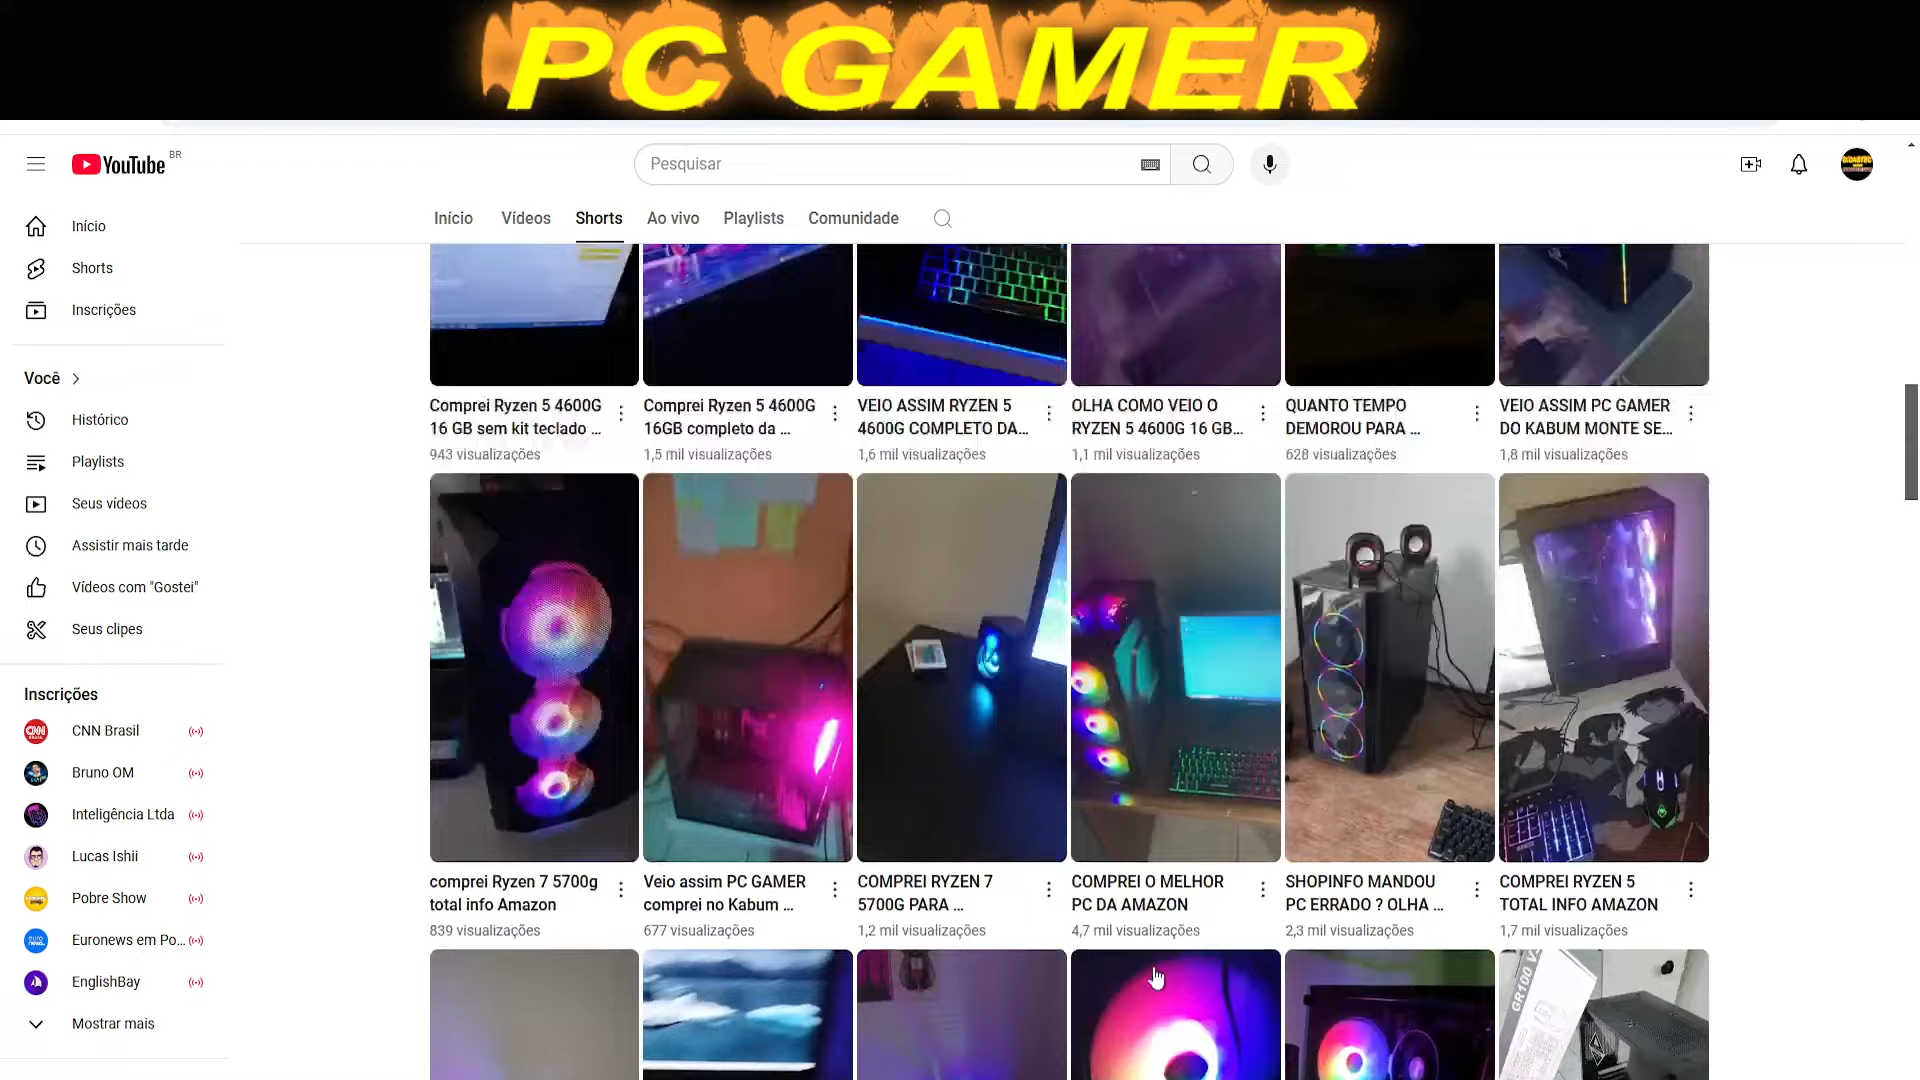 PC GAMER
YouTube BR
Pesquisar
Início
Shorts
Inscrições
Você
Histórico
Playlists
Seus vídeos
Assistir mais tarde
Vídeos com "Gostei"
Seus clipes
Inscrições
CNN Brasil
Bruno OM
Inteligência Ltda
Lucas Ishii
Pobre Show
Euronews em Po...
EnglishBay
Mostrar mais
Início Vídeos Shorts Ao vivo Playlists Comunidade
Comprei Ryzen 5 4600G
16 GB sem kit teclado ...
943 visualizações
Comprei Ryzen 5 4600G
16GB completo da ...
1,5 mil visualizações
VEIO ASSIM RYZEN 5
4600G COMPLETO DA...
1,6 mil visualizações
OLHA COMO VEIO O
RYZEN 5 4600G 16 GB...
1,1 mil visualizações
QUANTO TEMPO
DEMOROU PARA ...
628 visualizações
VEIO ASSIM PC GAMER
DO KABUM MONTE SE...
1,8 mil visualizações
comprei Ryzen 7 5700g
total info Amazon
839 visualizações
Veio assim PC GAMER
comprei no Kabum ...
677 visualizações
COMPREI RYZEN 7
5700G PARA ...
1,2 mil visualizações
COMPREI O MELHOR
PC DA AMAZON
4,7 mil visualizações
SHOPINFO MANDOU
PC ERRADO ? OLHA ...
2,3 mil visualizações
COMPREI RYZEN 5
TOTAL INFO AMAZON
1,7 mil visualizações